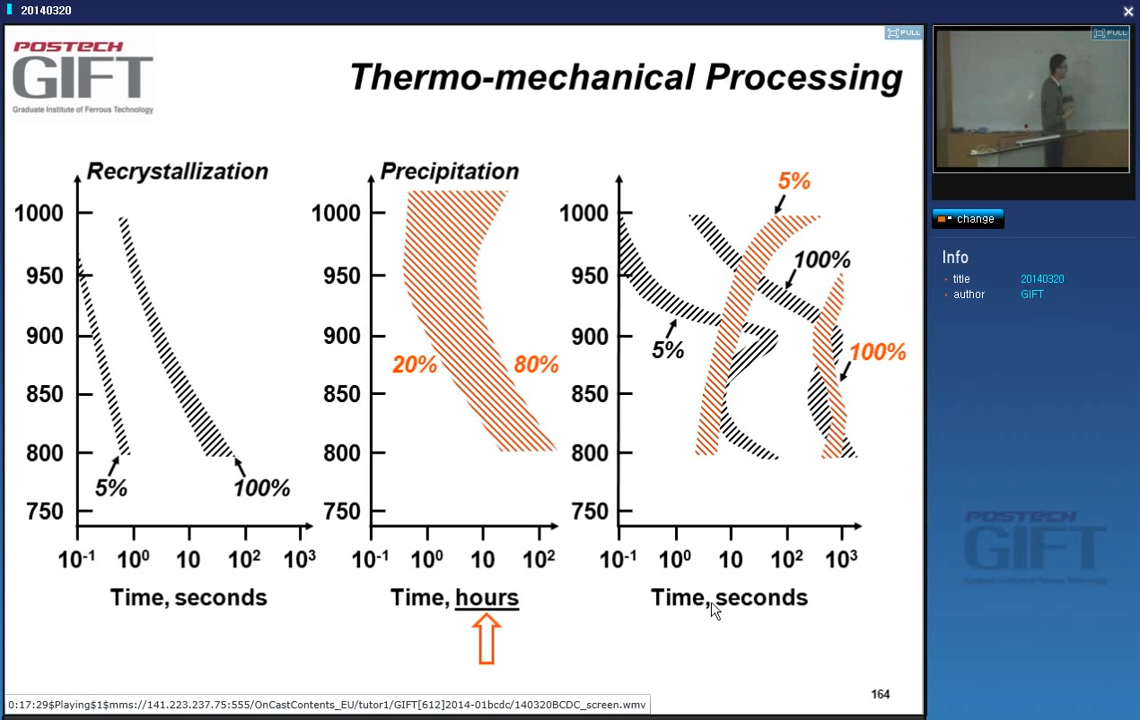 20140320
POSTECH
GIFT
Graduate Institute of Ferrous Technology
Thermo-mechanical Processing
FULL
Recrystallization
1000
950
900
850
800
750
5%
100%
10-1 100 10 102 103
Time, seconds
Precipitation
1000
950
900
850
800
750
20%
80%
10-1 100 10 102
Time, hours
1000
950
900
850
800
750
5%
100%
5%
100%
10-1 100 10 102 103
Time, seconds
164
0:17:29$Playing$1$mms://141.223.237.75:555/OnCastContents_EU/tutor1/GIFT[612]2014-01bcdc/140320BCDC_screen.wmv
FULL
change
Info
title 20140320
author GIFT
POSTECH
GIFT